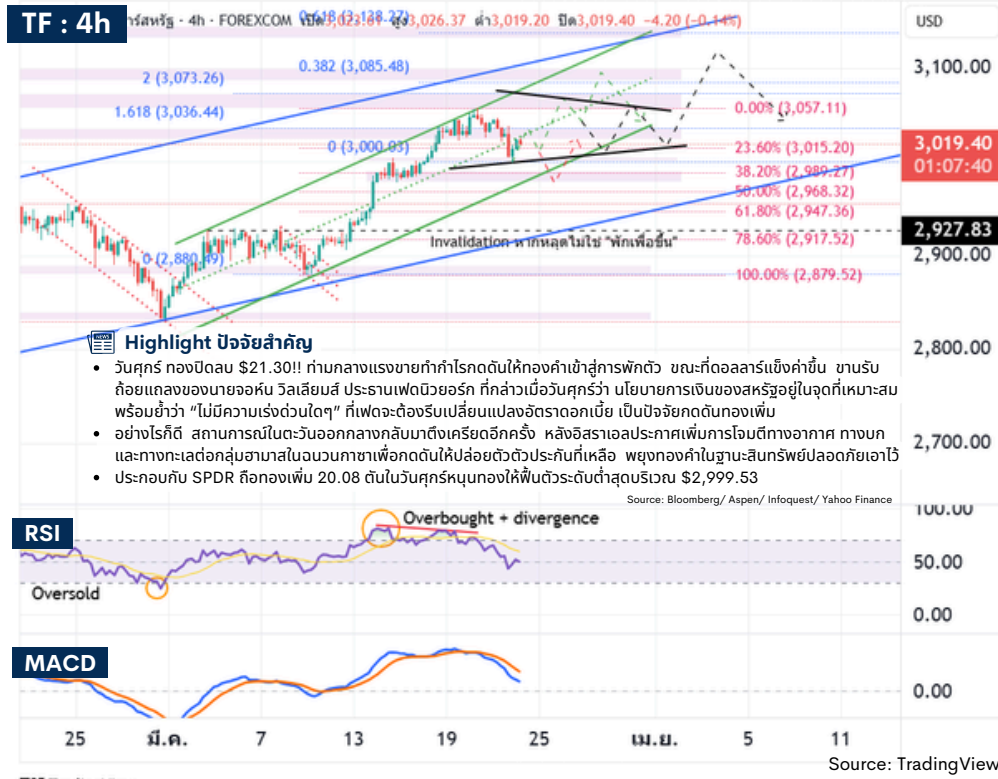 TF : 4h
าร์สหรัฐ · 4h · FOREXCOM สูง3,026.37 ต่ำ3,019.20 ปิด3,019.40 −4.20 (−0.14%)
USD
0.618 (3,138.27)
3,100.00
0.382 (3,085.48)
2 (3,073.26)
1.618 (3,036.44)
0.00% (3,057.11)
3,019.40
01:07:40
0 (3,000.03)
23.60% (3,015.20)
38.20% (2,989.27)
50.00% (2,968.32)
61.80% (2,947.36)
2,927.83
Invalidation หากหลุดไม่ใช่ "พักเพื่อขึ้น"
78.60% (2,917.52)
2,900.00
0 (2,880.49)
100.00% (2,879.52)
2,800.00
Highlight ปัจจัยสำคัญ
• วันศุกร์ ทองปิดลบ $21.30!! ท่ามกลางแรงขายทำกำไรกดดันให้ทองคำเข้าสู่การพักตัว ขณะที่ดอลลาร์แข็งค่าขึ้น ขานรับ
ถ้อยแถลงของนายจอห์น วิลเลียมส์ ประธานเฟดนิวยอร์ก ที่กล่าวเมื่อวันศุกร์ว่า นโยบายการเงินของสหรัฐอยู่ในจุดที่เหมาะสม
พร้อมย้ำว่า “ไม่มีความเร่งด่วนใดๆ” ที่เฟดจะต้องรีบเปลี่ยนแปลงอัตราดอกเบี้ย เป็นปัจจัยกดดันทองเพิ่ม
• อย่างไรก็ดี สถานการณ์ในตะวันออกกลางกลับมาตึงเครียดอีกครั้ง หลังอิสราเอลประกาศเพิ่มการโจมตีทางอากาศ ทางบก
และทางทะเลต่อกลุ่มฮามาสในฉนวนกาซาเพื่อกดดันให้ปล่อยตัวตัวประกันที่เหลือ พยุงทองคำในฐานะสินทรัพย์ปลอดภัยเอาไว้
2,700.00
• ประกอบกับ SPDR ถือทองเพิ่ม 20.08 ตันในวันศุกร์หนุนทองให้ฟื้นตัวระดับต่ำสุดบริเวณ $2,999.53
Source: Bloomberg/ Aspen/ Infoquest/ Yahoo Finance
100.00
RSI
Overbought + divergence
50.00
Oversold
0.00
MACD
0.00
25 มี.ค. 7 13 19 25 เม.ย. 5 11
Source: TradingView